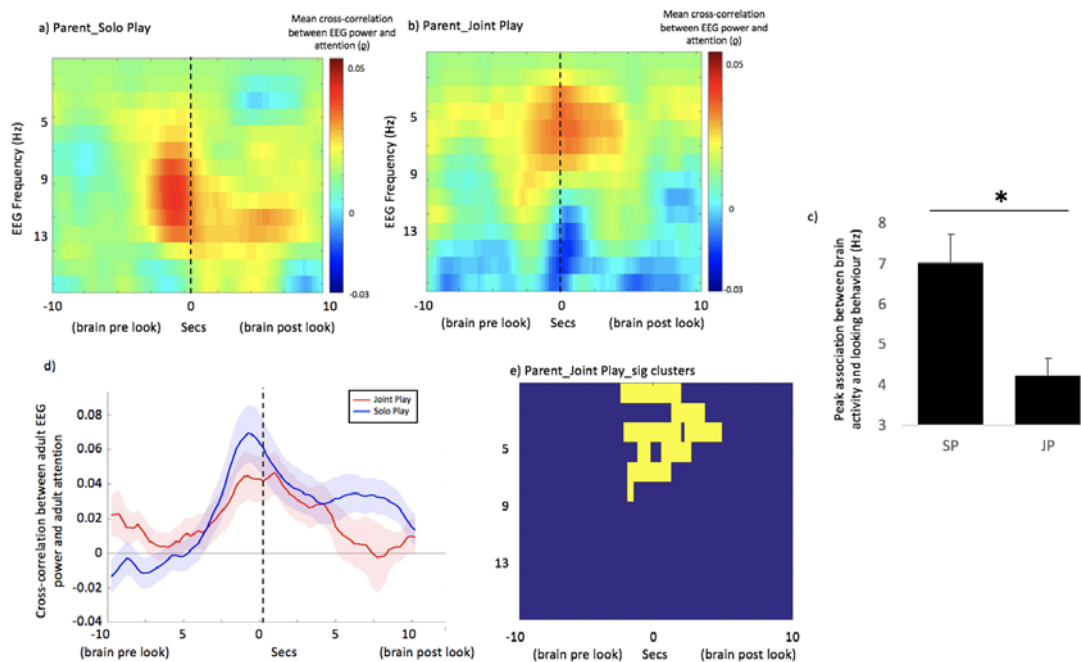 a) Parent_Solo Play
Mean cross-correlation
between EEG power and
attention (ϱ)
0.05
0
-0.03
EEG Frequency (Hz)
5
9
13
-10
0
10
(brain pre look)
Secs
(brain post look)
b) Parent_Joint Play
Mean cross-correlation
between EEG power and
attention (ϱ)
0.05
0
-0.03
EEG Frequency (Hz)
5
9
13
-10
0
10
(brain pre look)
Secs
(brain post look)
c)
*
Peak association between brain
activity and looking behaviour (Hz)
8
7
6
5
4
3
SP
JP
d)
Joint Play
Solo Play
Cross-correlation between adult EEG
power and adult attention
0.08
0.06
0.04
0.02
0
-0.02
-0.04
-10
5
0
5
10
(brain pre look)
Secs
(brain post look)
e) Parent_Joint Play_sig clusters
5
9
13
-10
0
10
(brain pre look)
Secs
(brain post look)